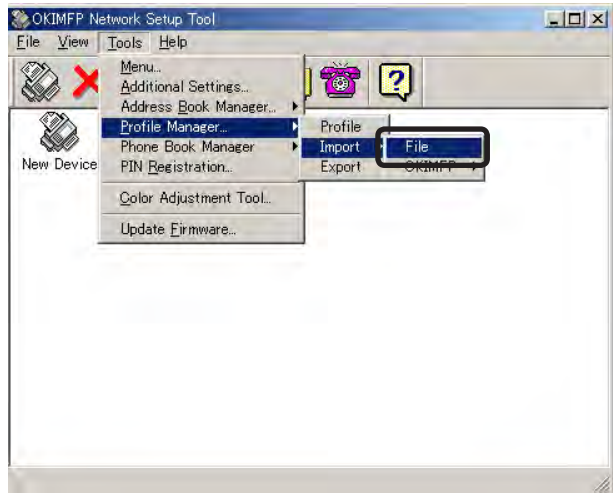 OKIMFP Network Setup Tool
File View Tools Help
Menu...
Additional Settings...
Address Book Manager...
Profile Manager...
Phone Book Manager
PIN Registration...
Color Adjustment Tool...
Update Firmware...
Profile
Import
Export
File
OKIMFP
New Device